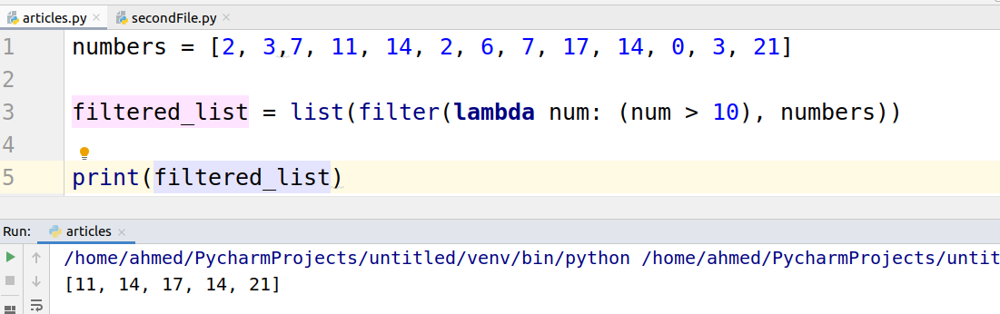 articles.py × secondFile.py ×
1 numbers = [2, 3,7, 11, 14, 2, 6, 7, 17, 14, 0, 3, 21]
2
3 filtered_list = list(filter(lambda num: (num > 10), numbers))
4
5 print(filtered_list)
Run: articles ×
/home/ahmed/PycharmProjects/untitled/venv/bin/python /home/ahmed/PycharmProjects/untit
[11, 14, 17, 14, 21]